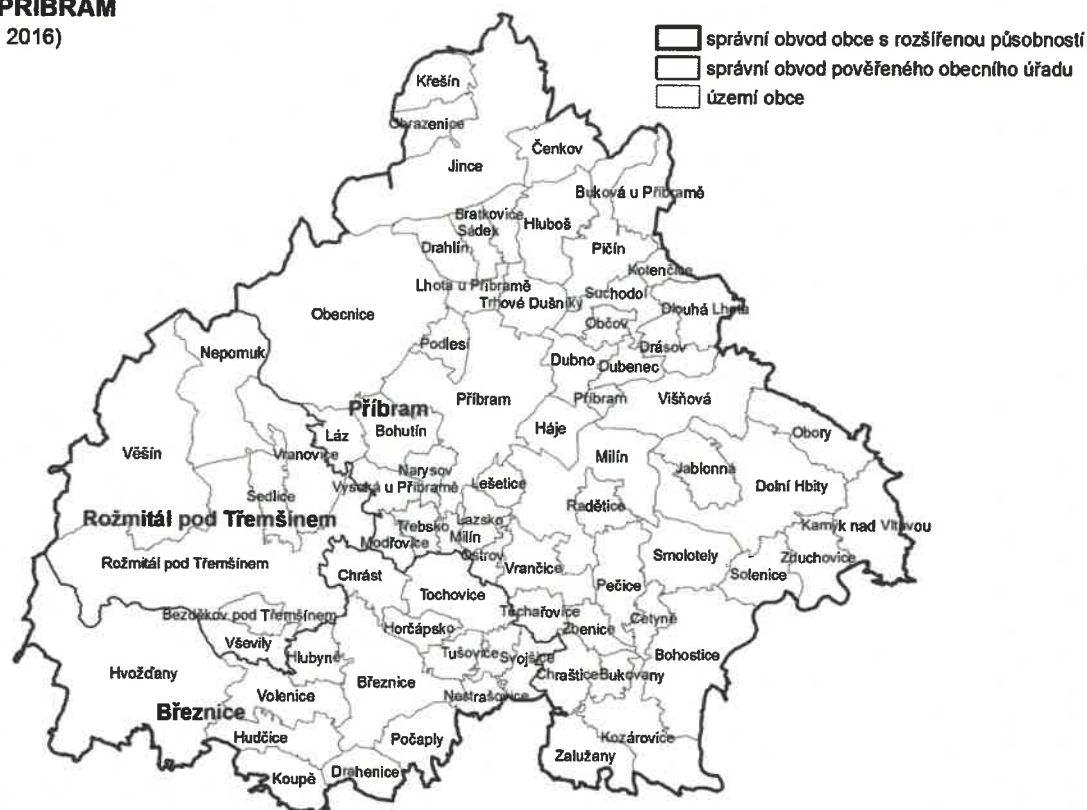 PŘÍBRAM
2016)
správní obvod obce s rozšířenou působností
správní obvod pověřeného obecního úřadu
území obce
Křešín
Ohrazenice
Čenkov
Jince
Buková u Příbramě
Bratkovice
Hluboš
Sádek
Drahlín
Pičín
Kotenčice
Lhota u Příbramě
Suchodol
Trhové Dušníky
Obecnice
Dlouhá Lhota
Občov
Podlesí
Drásov
Nepomuk
Dubno
Dubenec
Příbram
Příbram
Višňová
Příbram
Láz
Bohutín
Háje
Obory
Věšín
Vranovice
Narysov
Milín
Jablonná
Vysoká u Příbramě
Lešetice
Dolní Hbity
Sedlice
Radětice
Rožmitál pod Třemšínem
Třebsko
Lazsko
Kamýk nad Vltavou
Modřovice
Milín
Ostrov
Smolotely
Zduchovice
Rožmitál pod Třemšínem
Vrančice
Solenice
Chrást
Pečice
Tochovice
Bezděkov pod Třemšínem
Těchařovice
Cetyně
Horčápsko
Zbenice
Vševily
Hlubyně
Tušovice
Svojšice
Bohostice
Hvožďany
Březnice
Chraštice
Bukovany
Volenice
Nestrašovice
Březnice
Hudčice
Počaply
Kozárovice
Zalužany
Koupě
Drahenice